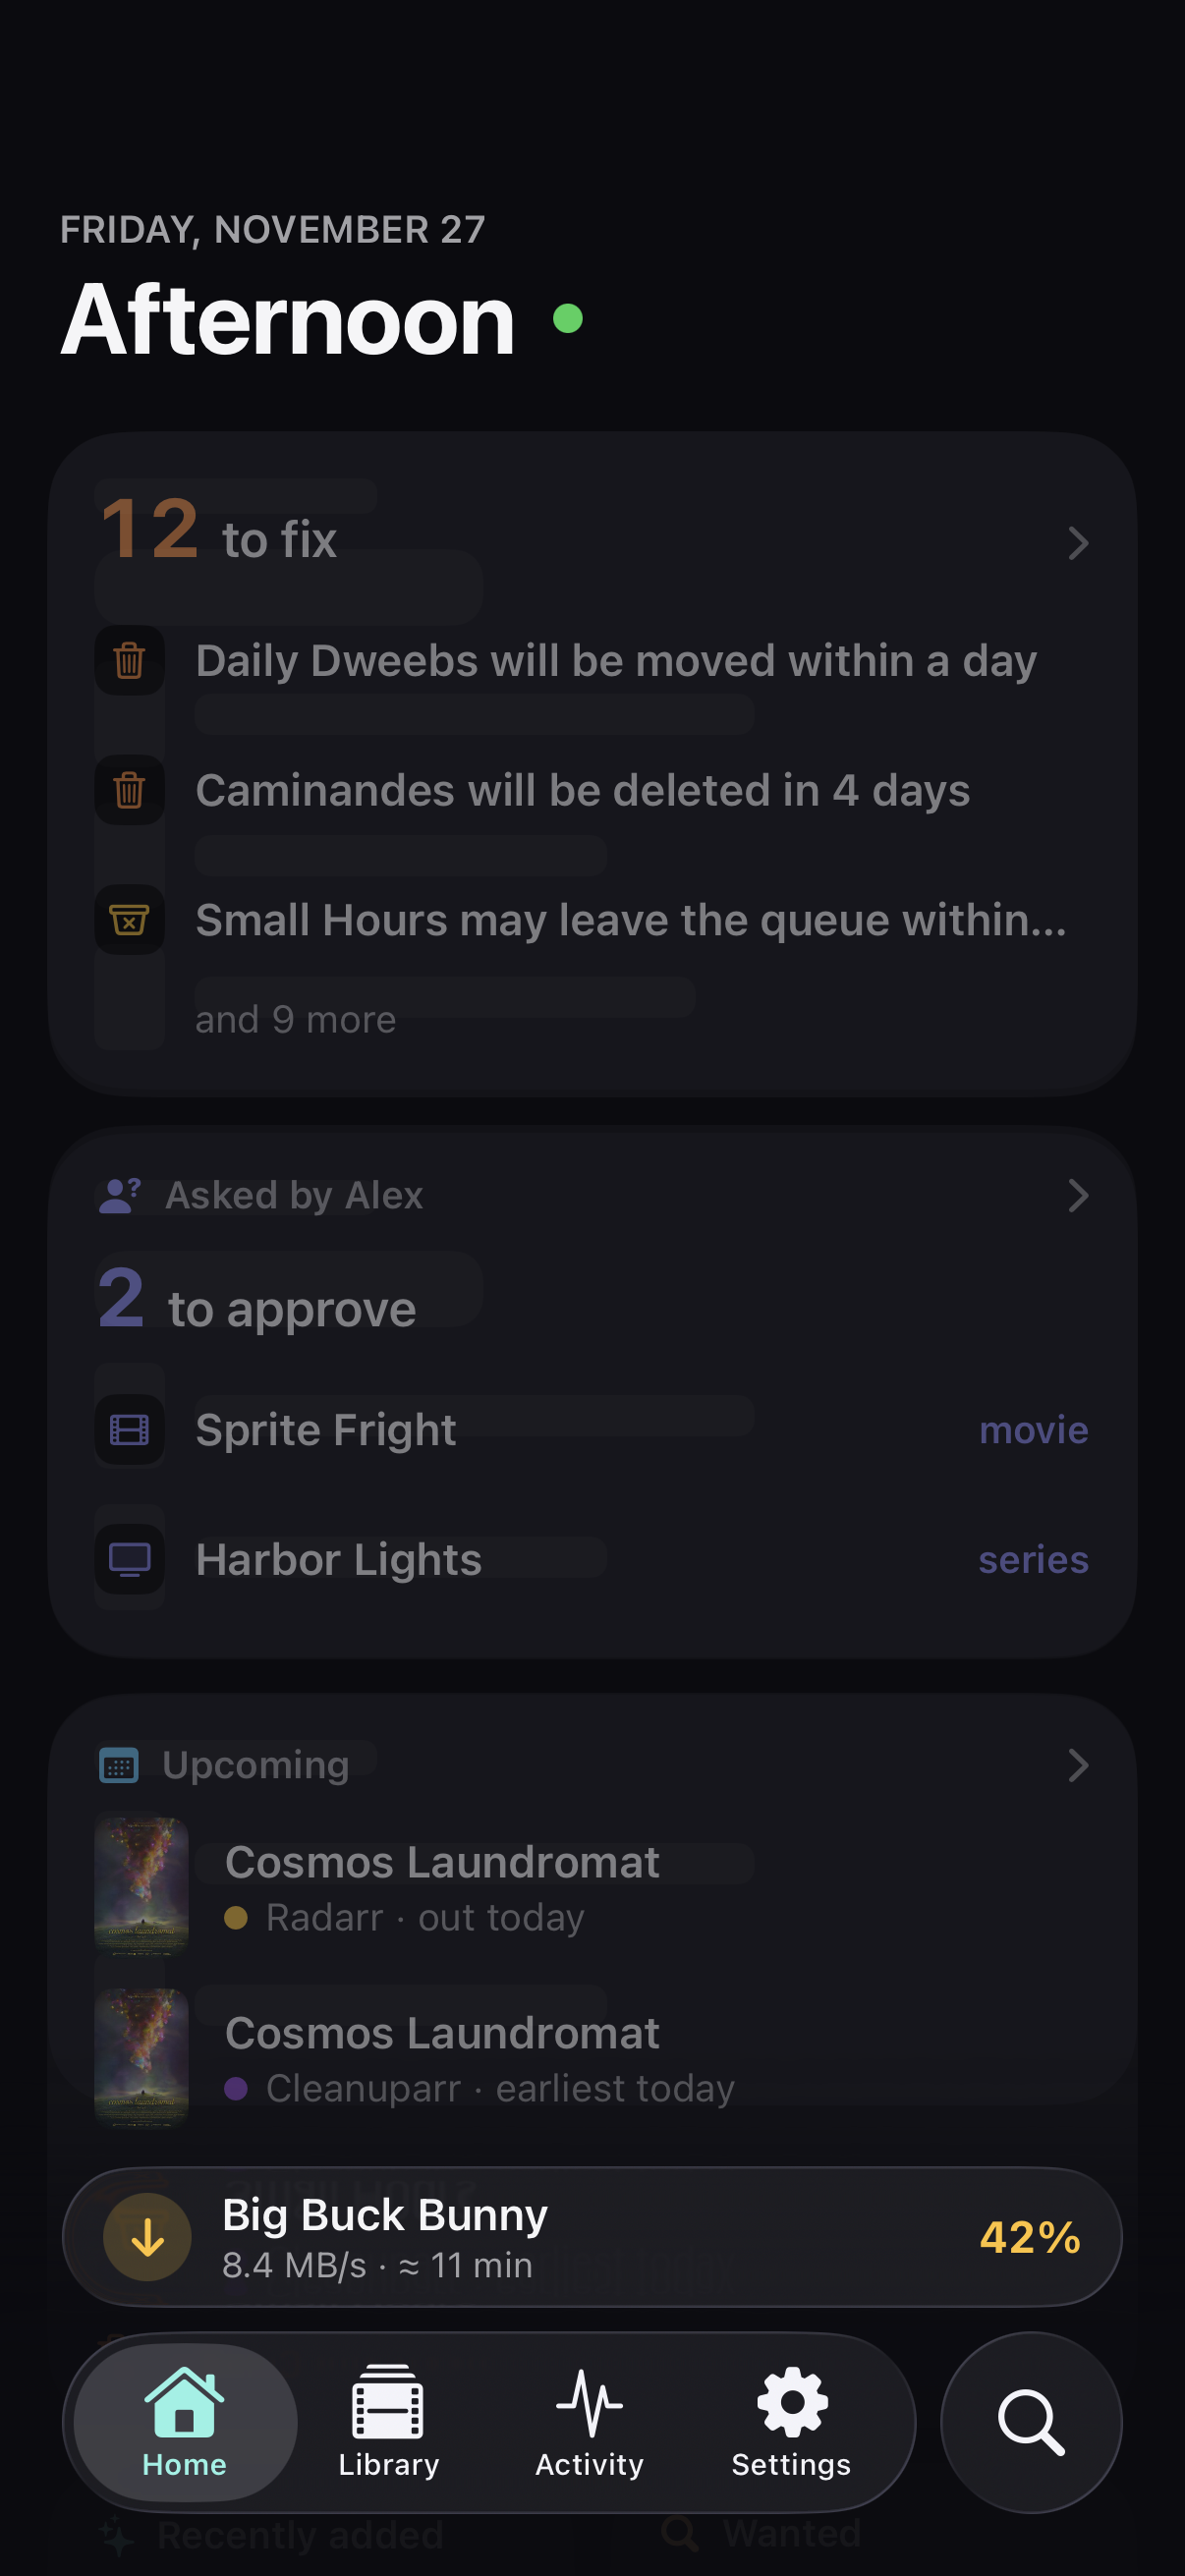 FRIDAY, NOVEMBER 27
Afternoon
12 to fix
Daily Dweebs will be moved within a day
Caminandes will be deleted in 4 days
Small Hours may leave the queue within...
and 9 more
Asked by Alex
2 to approve
Sprite Fright movie
Harbor Lights series
Upcoming
Cosmos Laundromat
Radarr · out today
Cosmos Laundromat
Cleanuparr · earliest today
Big Buck Bunny
8.4 MB/s · ≈ 11 min
42%
Home Library Activity Settings
Recently added Wanted